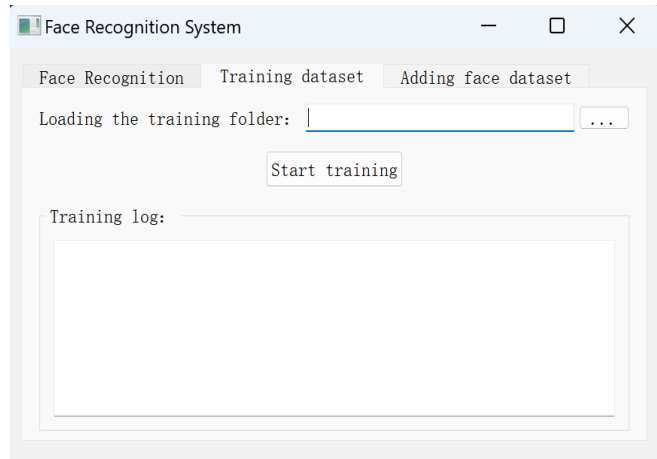 Face Recognition System
Face Recognition Training dataset Adding face dataset
Loading the training folder: ...
Start training
Training log: